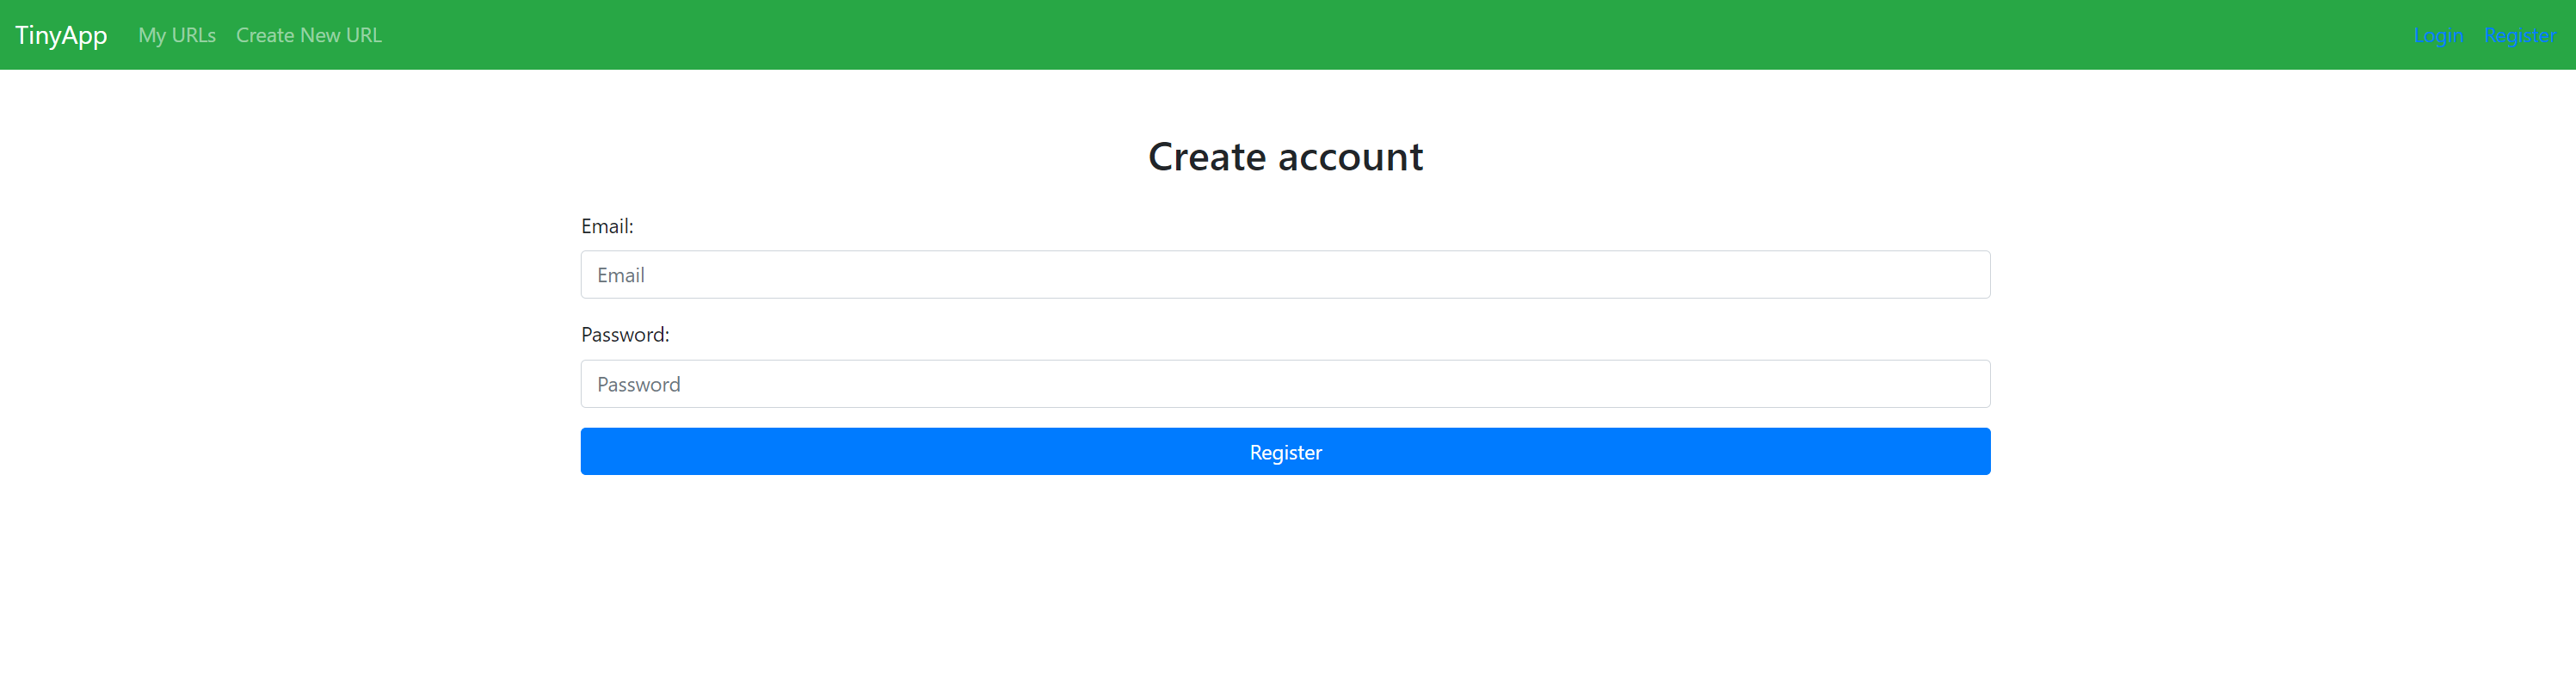 TinyApp My URLs Create New URL Login Register
Create account
Email:
Email
Password:
Password
Register